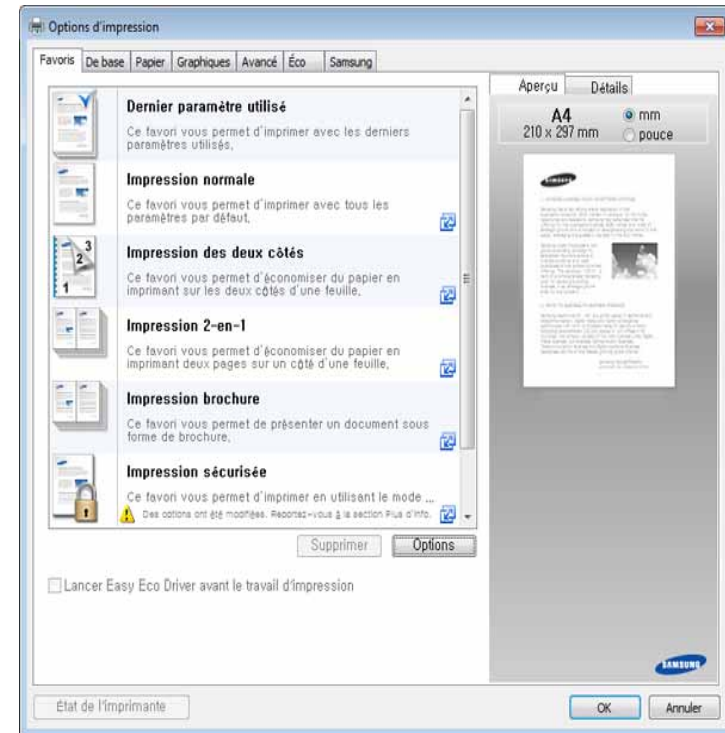 Options d'impression
Favoris De base Papier Graphiques Avancé Éco Samsung
Dernier paramètre utilisé
Ce favori vous permet d'imprimer avec les derniers
paramètres utilisés,
Impression normale
Ce favori vous permet d'imprimer avec tous les
paramètres par défaut,
Impression des deux côtés
Ce favori vous permet d'économiser du papier en
imprimant sur les deux côtés d'une feuille,
Impression 2-en-1
Ce favori vous permet d'économiser du papier en
imprimant deux pages sur un côté d'une feuille,
Impression brochure
Ce favori vous permet de présenter un document sous
forme de brochure,
Impression sécurisée
Ce favori vous permet d'imprimer en utilisant le mode ...
Des options ont été modifiées. Reportez-vous à la section Plus d'info.
Supprimer Options
Lancer Easy Eco Driver avant le travail d'impression
Aperçu Détails
A4
210 x 297 mm
mm
pouce
SAMSUNG
SAMSUNG
État de l'imprimante
OK Annuler